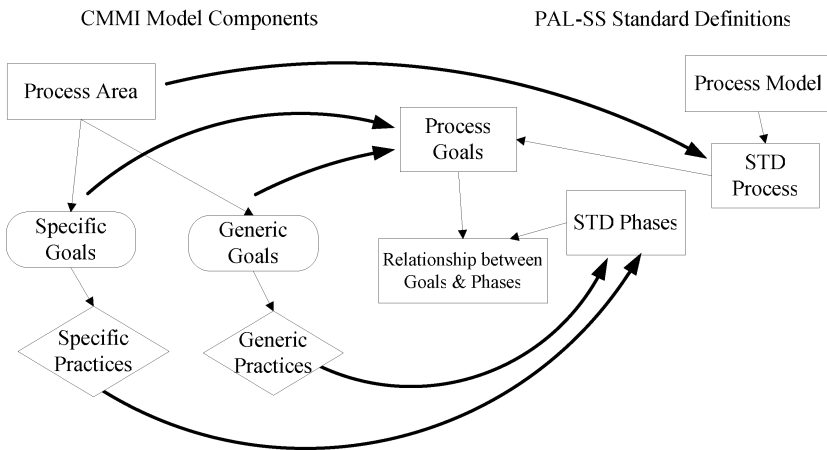 CMMI Model Components
PAL-SS Standard Definitions
Process Area
Process Model
Process
Goals
STD
Process
Specific
Goals
Generic
Goals
STD Phases
Relationship between
Goals & Phases
Specific
Practices
Generic
Practices